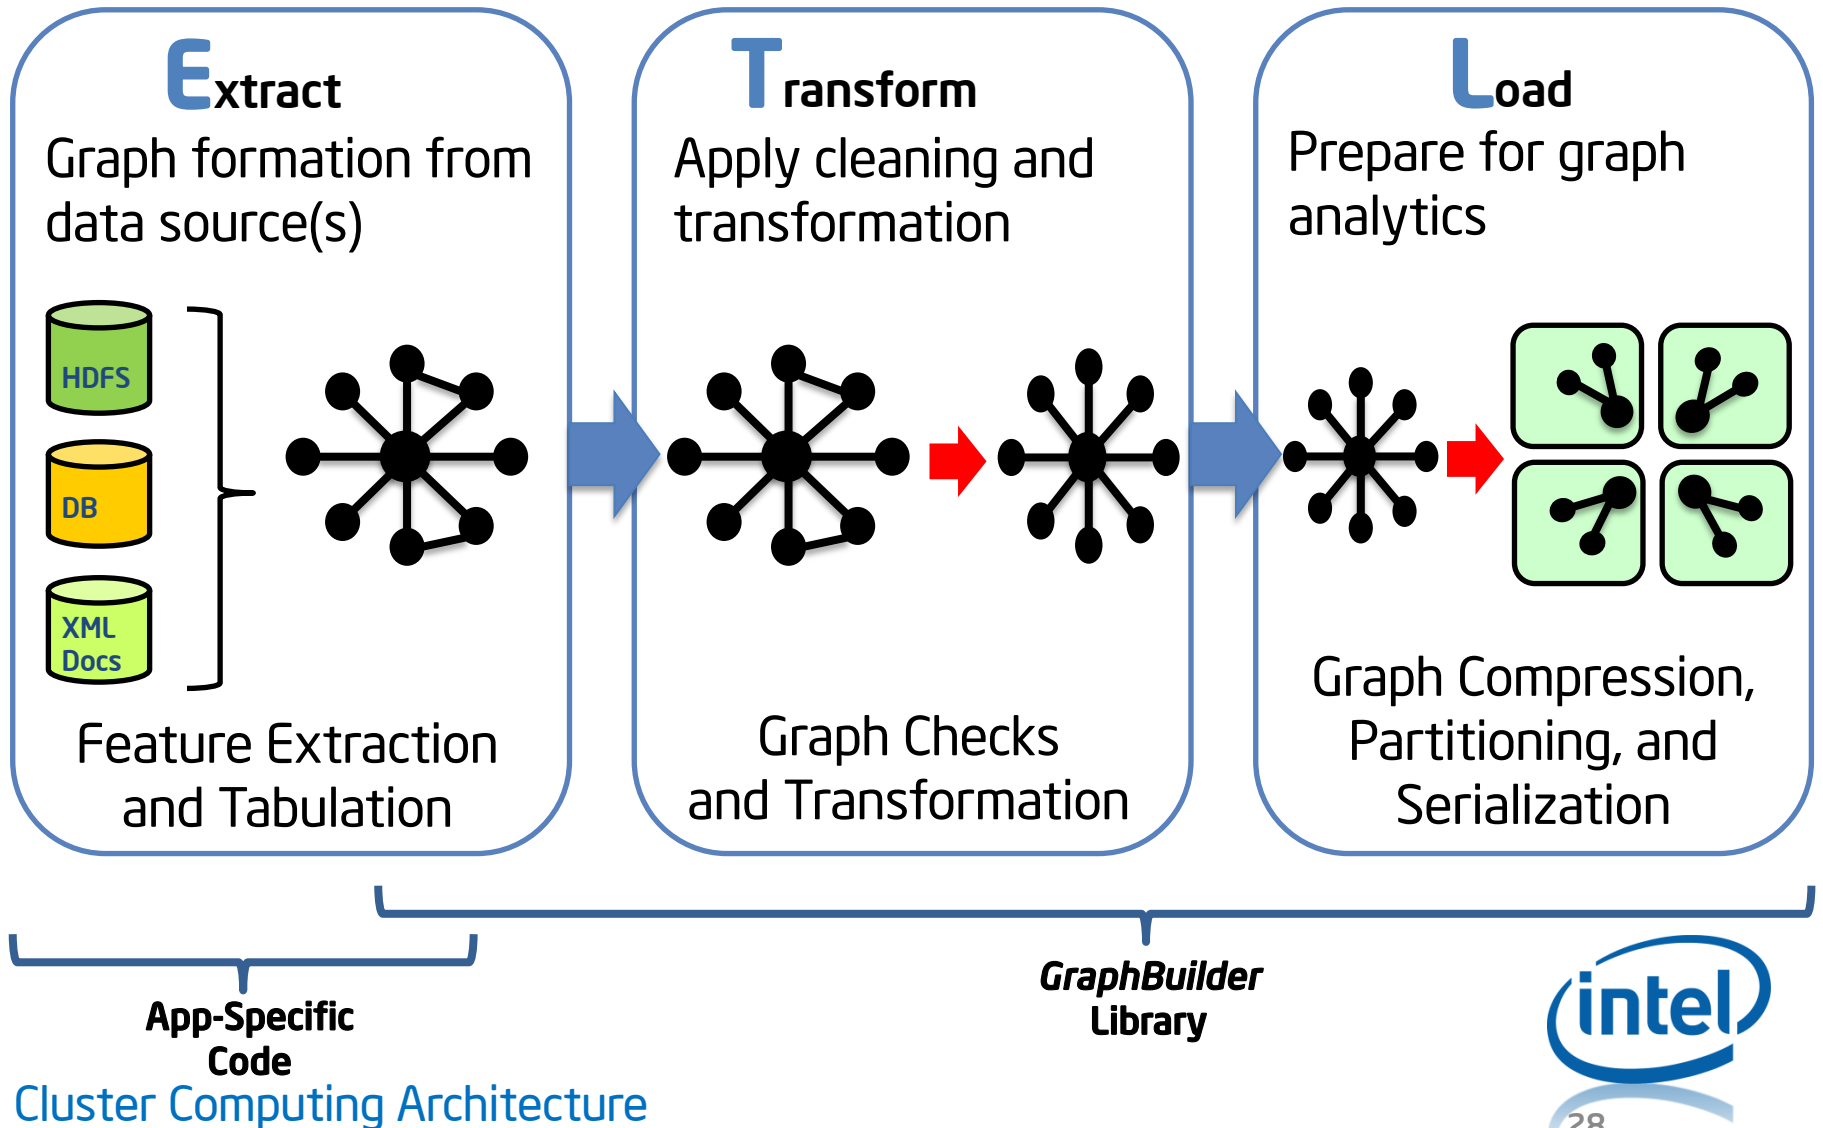 Extract
Graph formation from
data source(s)
HDFS
DB
XML
Docs
Feature Extraction
and Tabulation
Transform
Apply cleaning and
transformation
Graph Checks
and Transformation
Load
Prepare for graph
analytics
Graph Compression,
Partitioning, and
Serialization
App-Specific
Code
GraphBuilder
Library
Cluster Computing Architecture
intel
28